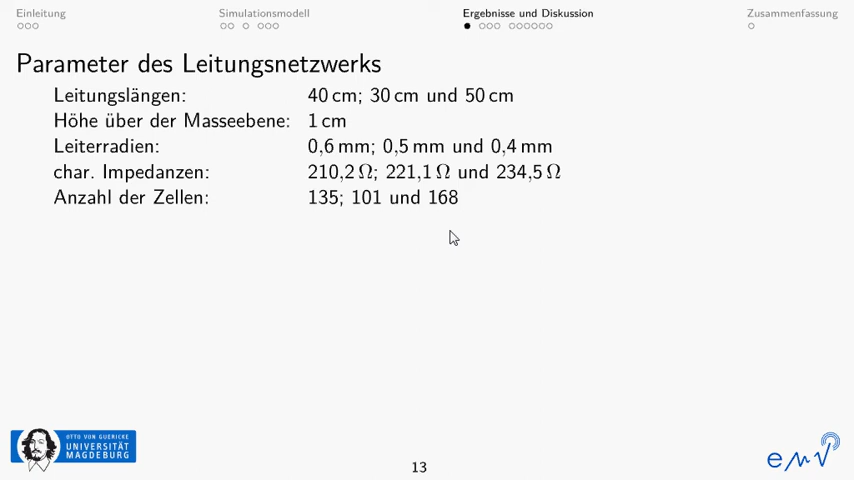 Einleitung Simulationsmodell Ergebnisse und Diskussion Zusammenfassung
Parameter des Leitungsnetzwerks
Leitungslängen: 40 cm; 30 cm und 50 cm
Höhe über der Masseebene: 1 cm
Leiterradien: 0,6 mm; 0,5 mm und 0,4 mm
char. Impedanzen: 210,2 Ω; 221,1 Ω und 234,5 Ω
Anzahl der Zellen: 135; 101 und 168
OTTO VON GUERICKE
UNIVERSITÄT
MAGDEBURG
13
emv